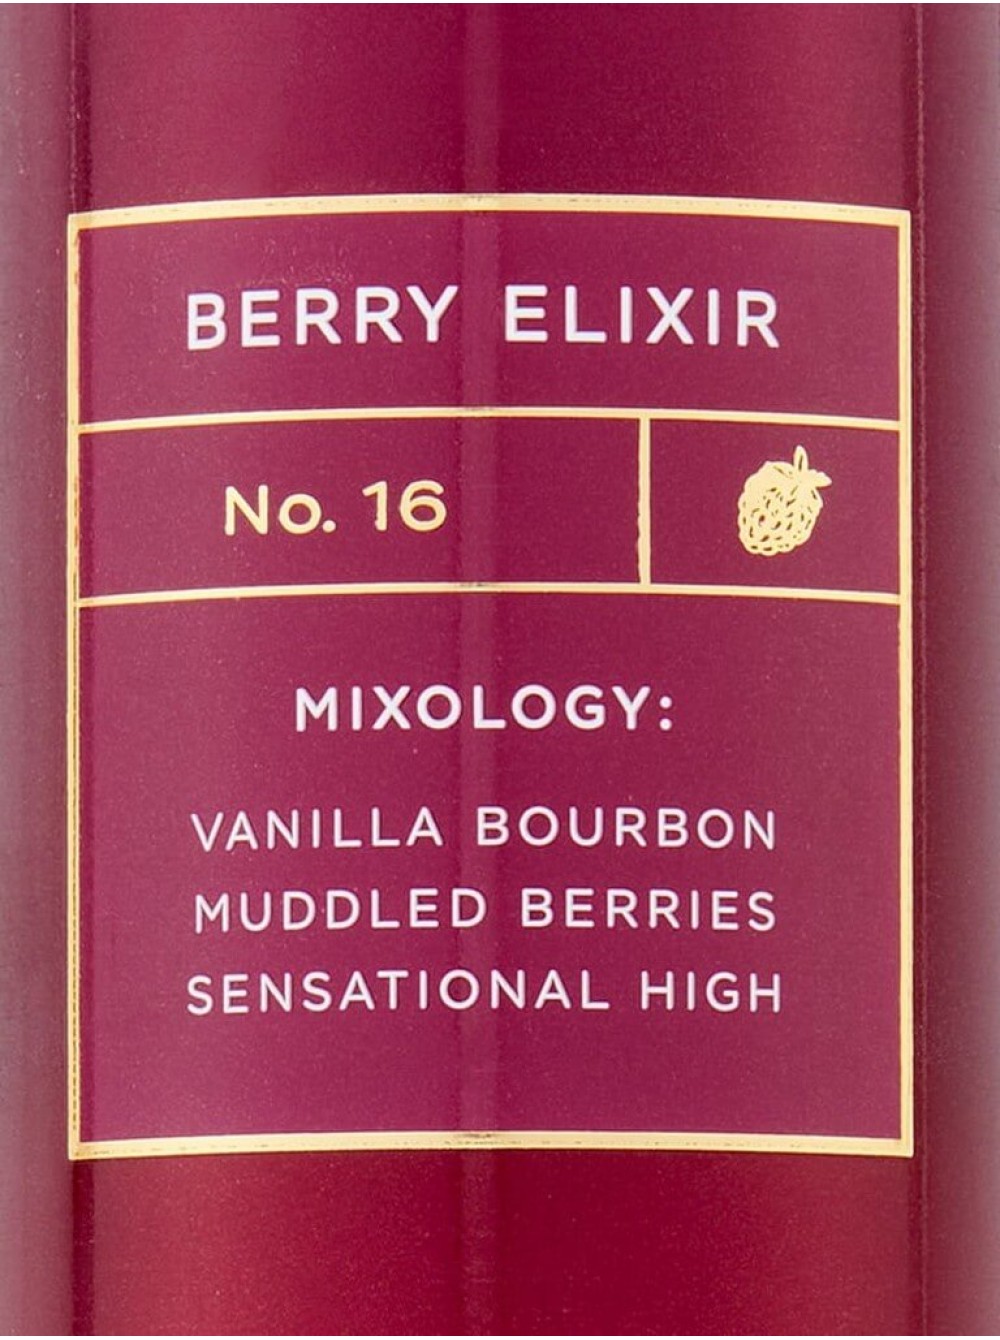 BERRY ELIXIR
No. 16
MIXOLOGY:
VANILLA BOURBON
MUDDLED BERRIES
SENSATIONAL HIGH